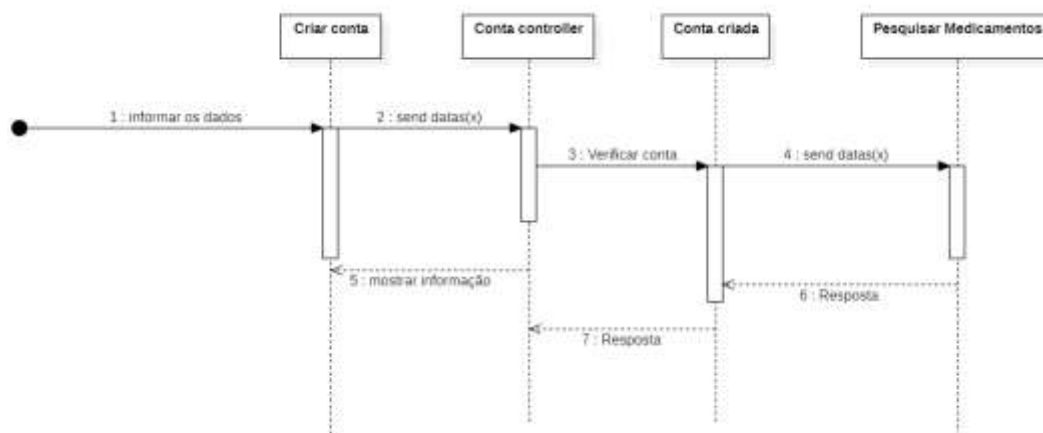 Criar conta
Conta controller
Conta criada
Pesquisar Medicamentos
1 : informar os dados
2 : send datas(x)
3 : Verificar conta
4 : send datas(x)
5 : mostrar informação
6 : Resposta
7 : Resposta